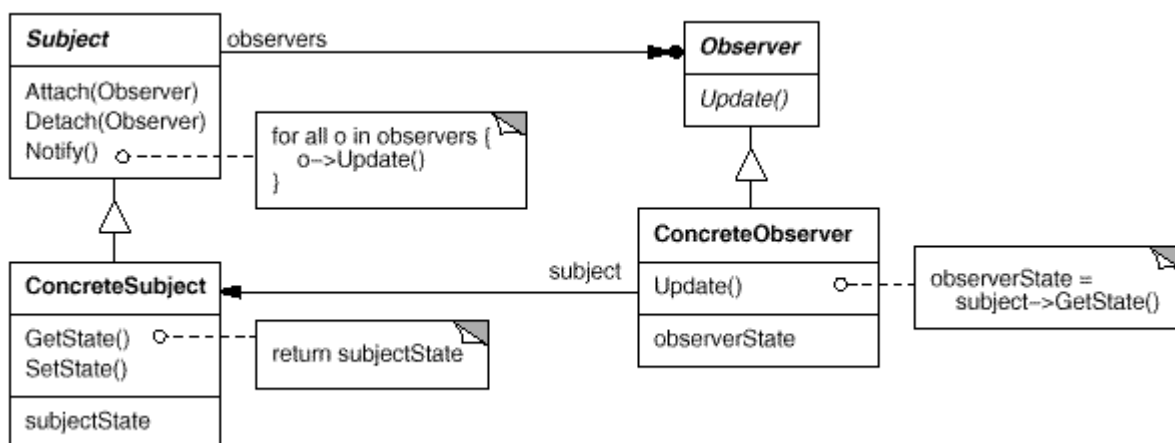 Subject
Attach(Observer)
Detach(Observer)
Notify()
observers
Observer
Update()
for all o in observers {
o->Update()
}
ConcreteSubject
GetState()
SetState()
subjectState
return subjectState
subject
ConcreteObserver
Update()
observerState
observerState =
subject->GetState()